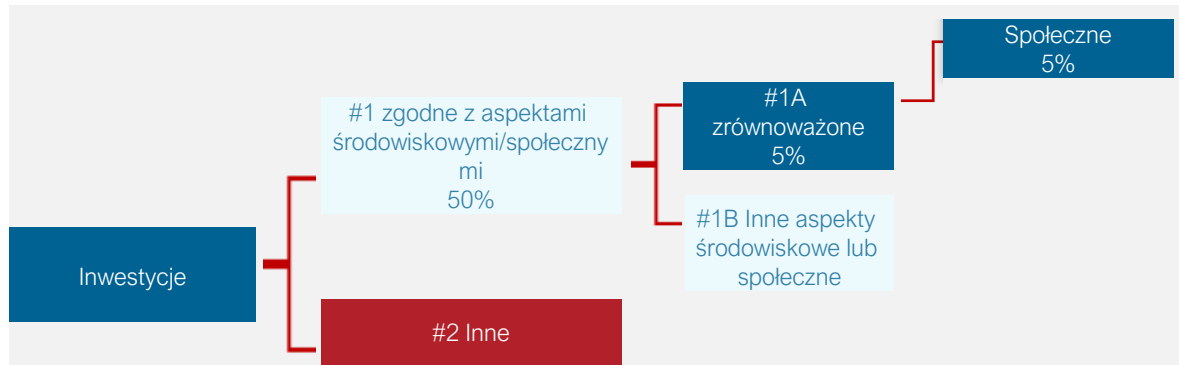 Społeczne
5%
#1A
zrównoważone
5%
#1 zgodne z aspektami
środowiskowymi/społeczny
mi
50%
#1B Inne aspekty
środowiskowe lub
społeczne
Inwestycje
#2 Inne